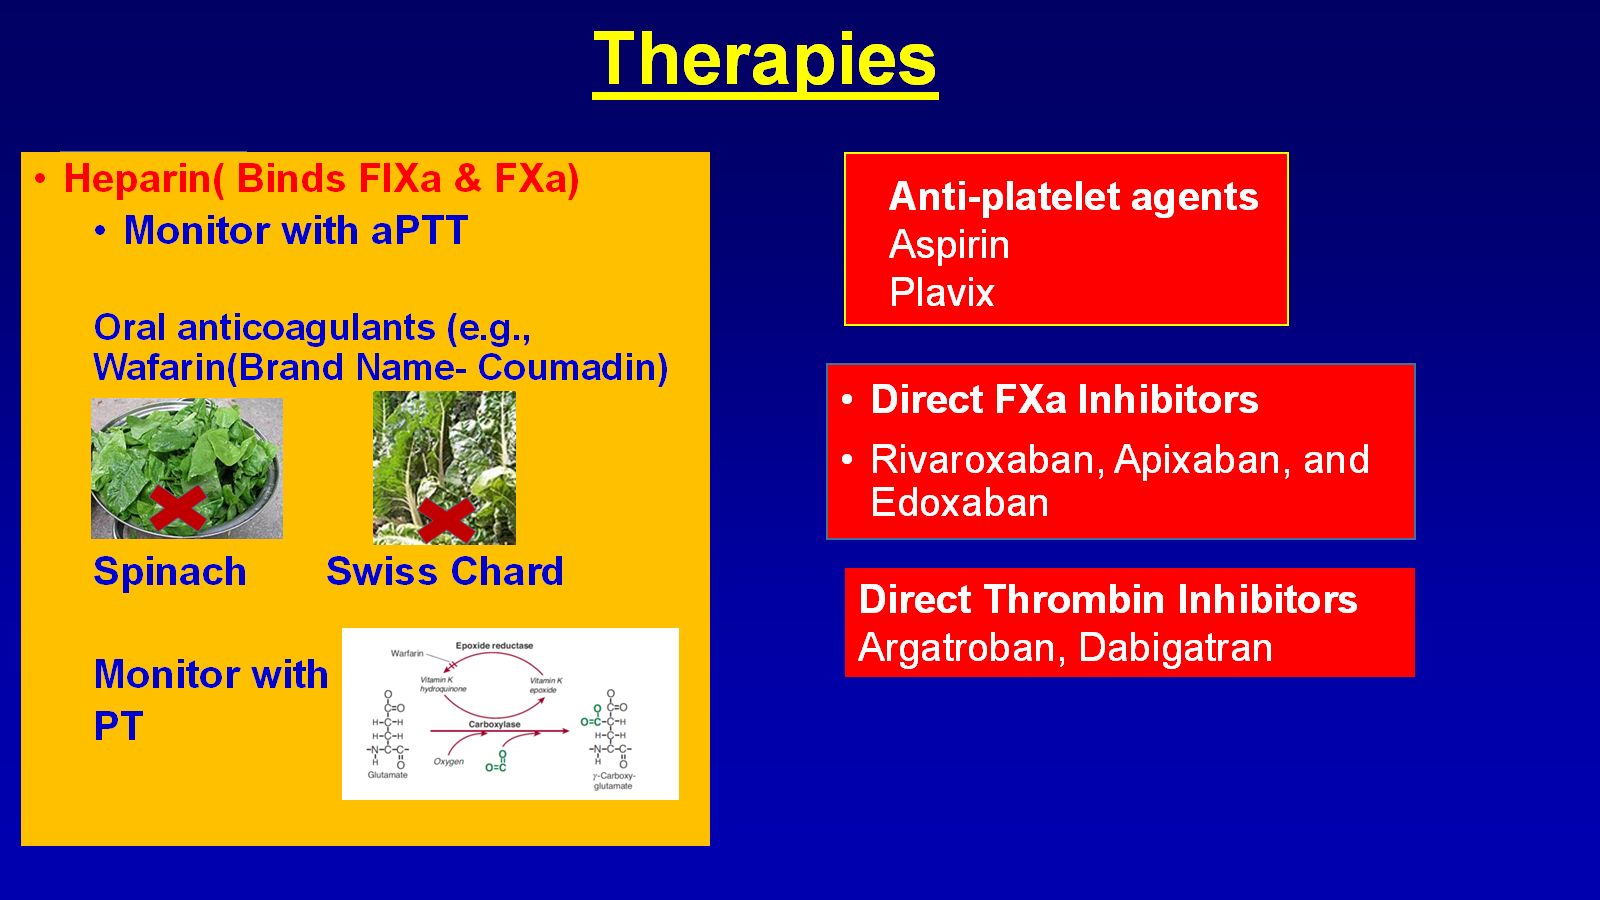 Therapies
• Heparin( Binds FIXa & FXa)
• Monitor with aPTT
Oral anticoagulants (e.g.,
Wafarin(Brand Name- Coumadin)
Spinach
Swiss Chard
Monitor with
PT
Epoxide reductase
Warfarin
Vitamin K
hydroquinone
Vitamin K
epoxide
Carboxylase
Oxygen
O
C=O
H-C-H
H-C-H
-N-C-C-
H
O
Glutamate
O=C
O
O
O
C=O
O=C-C-H
H-C-H
-N-C-C-
H
O
γ-Carboxy-
glutamate
Anti-platelet agents
Aspirin
Plavix
• Direct FXa Inhibitors
• Rivaroxaban, Apixaban, and
Edoxaban
Direct Thrombin Inhibitors
Argatroban, Dabigatran